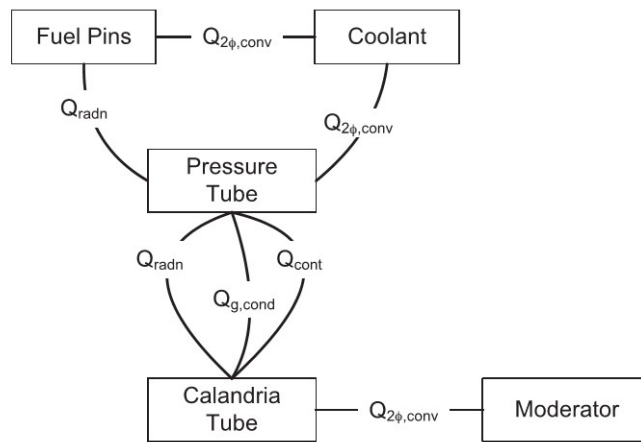 Fuel Pins
Q2ϕ,conv
Coolant
Qradn
Q2ϕ,conv
Pressure
Tube
Qradn
Qcont
Qg,cond
Calandria
Tube
Q2ϕ,conv
Moderator